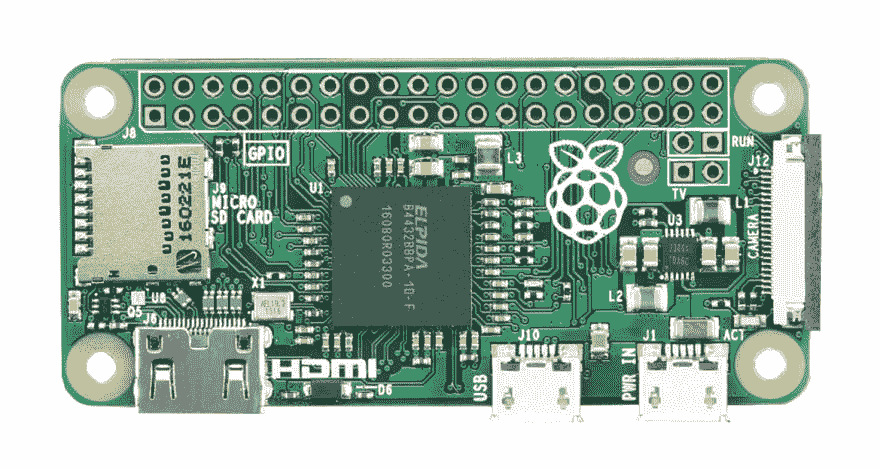 J8
GPIO
RUN
J12
TV
L3
U1
J9
MICRO
SD CARD
160221E
ELPIDA
B4432BBPA-1D-F
16080R03300
U3
L1
CAMERA
X1
L2
U8
Q5
J6
HDMI
D6
J10
USB
J1
PWR IN
ACT